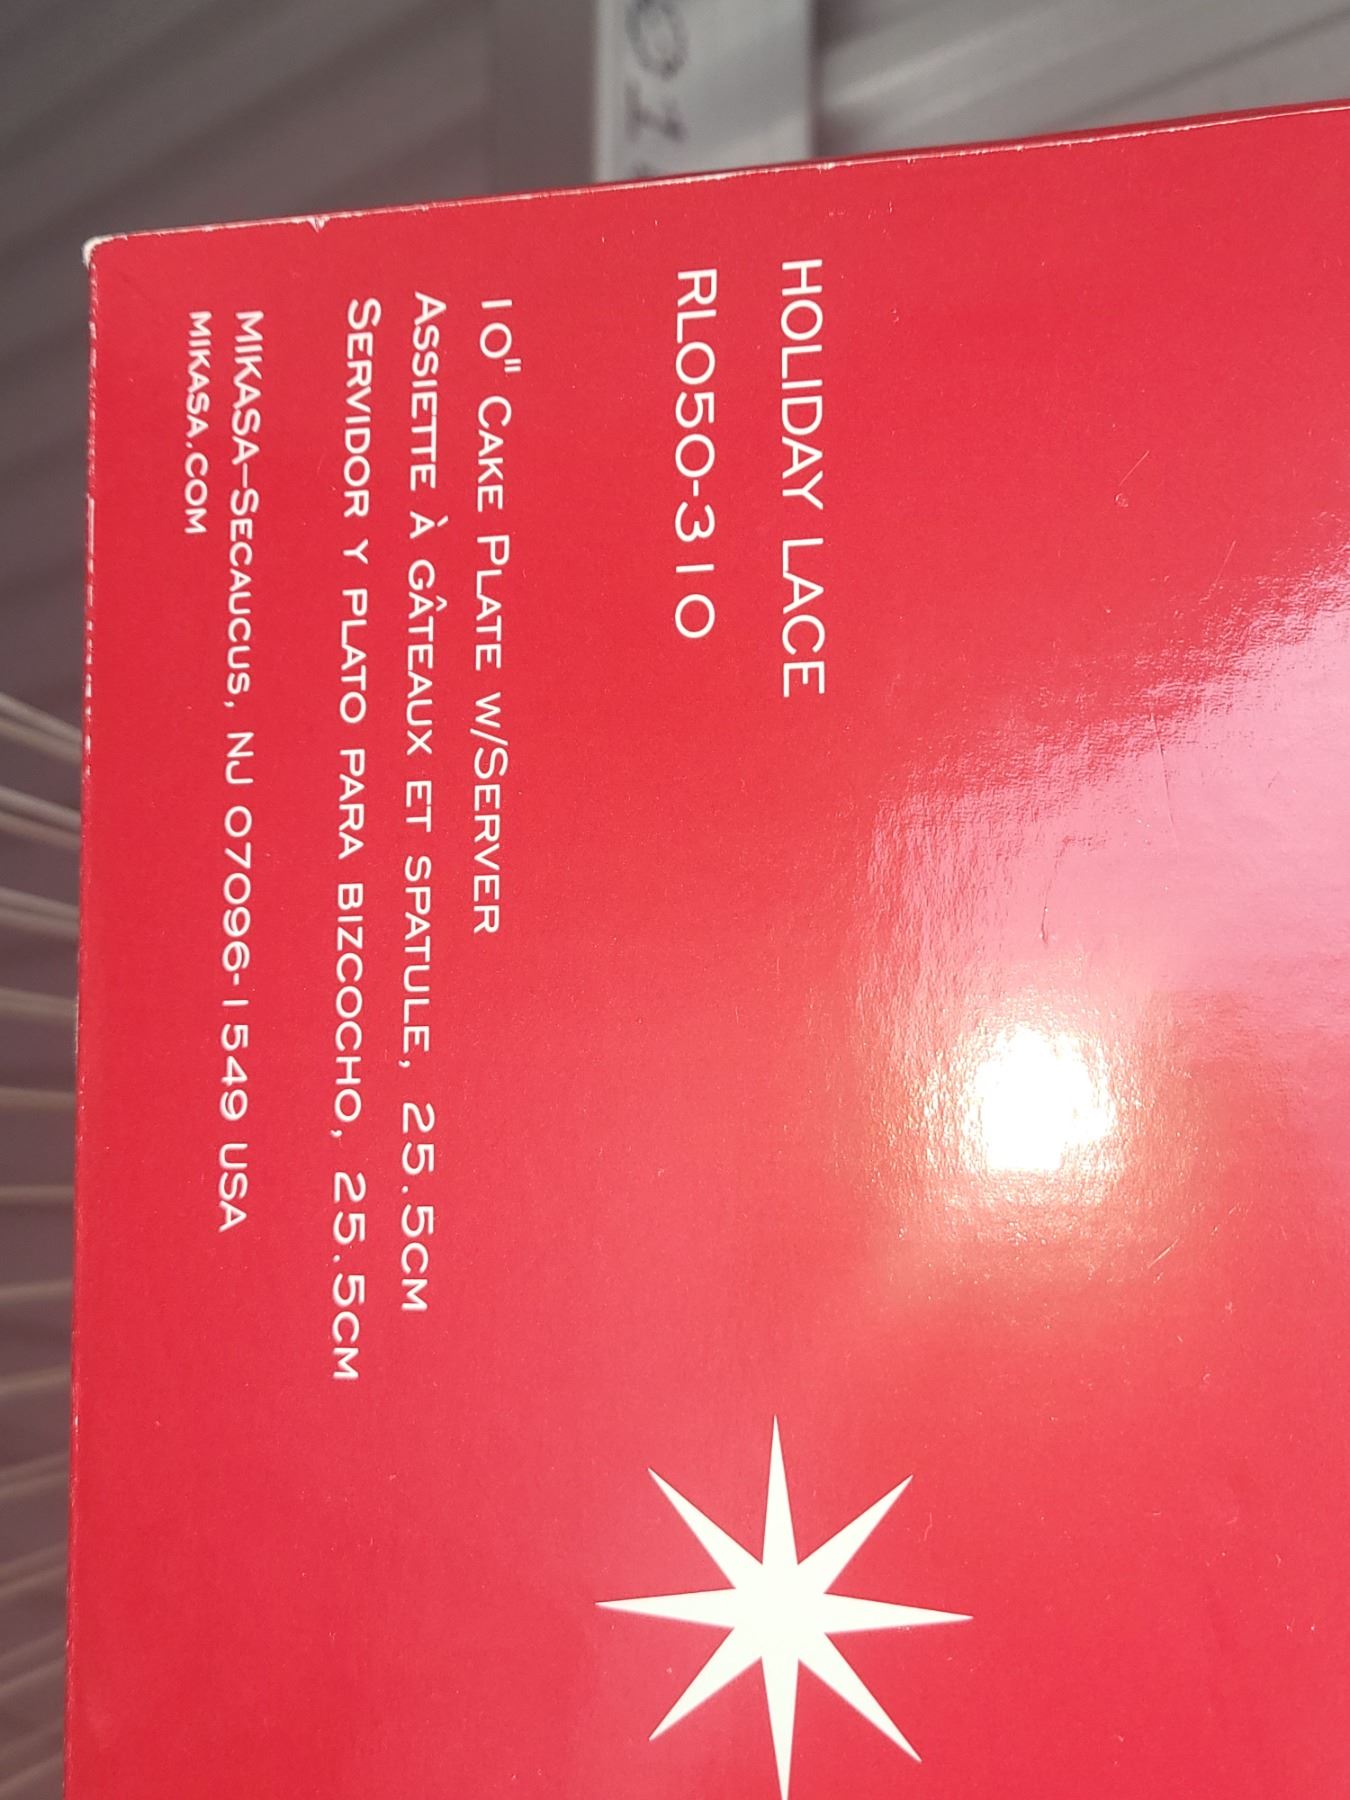 HOLIDAY LACE
RLO50-310
10" CAKE PLATE W/SERVER
ASSIETTE À GÂTEAUX ET SPATULE, 25.5CM
SERVIDOR Y PLATO PARA BIZCOCHO, 25.5CM
MIKASA–SECAUCUS, NJ 07096-1549 USA
MIKASA.COM